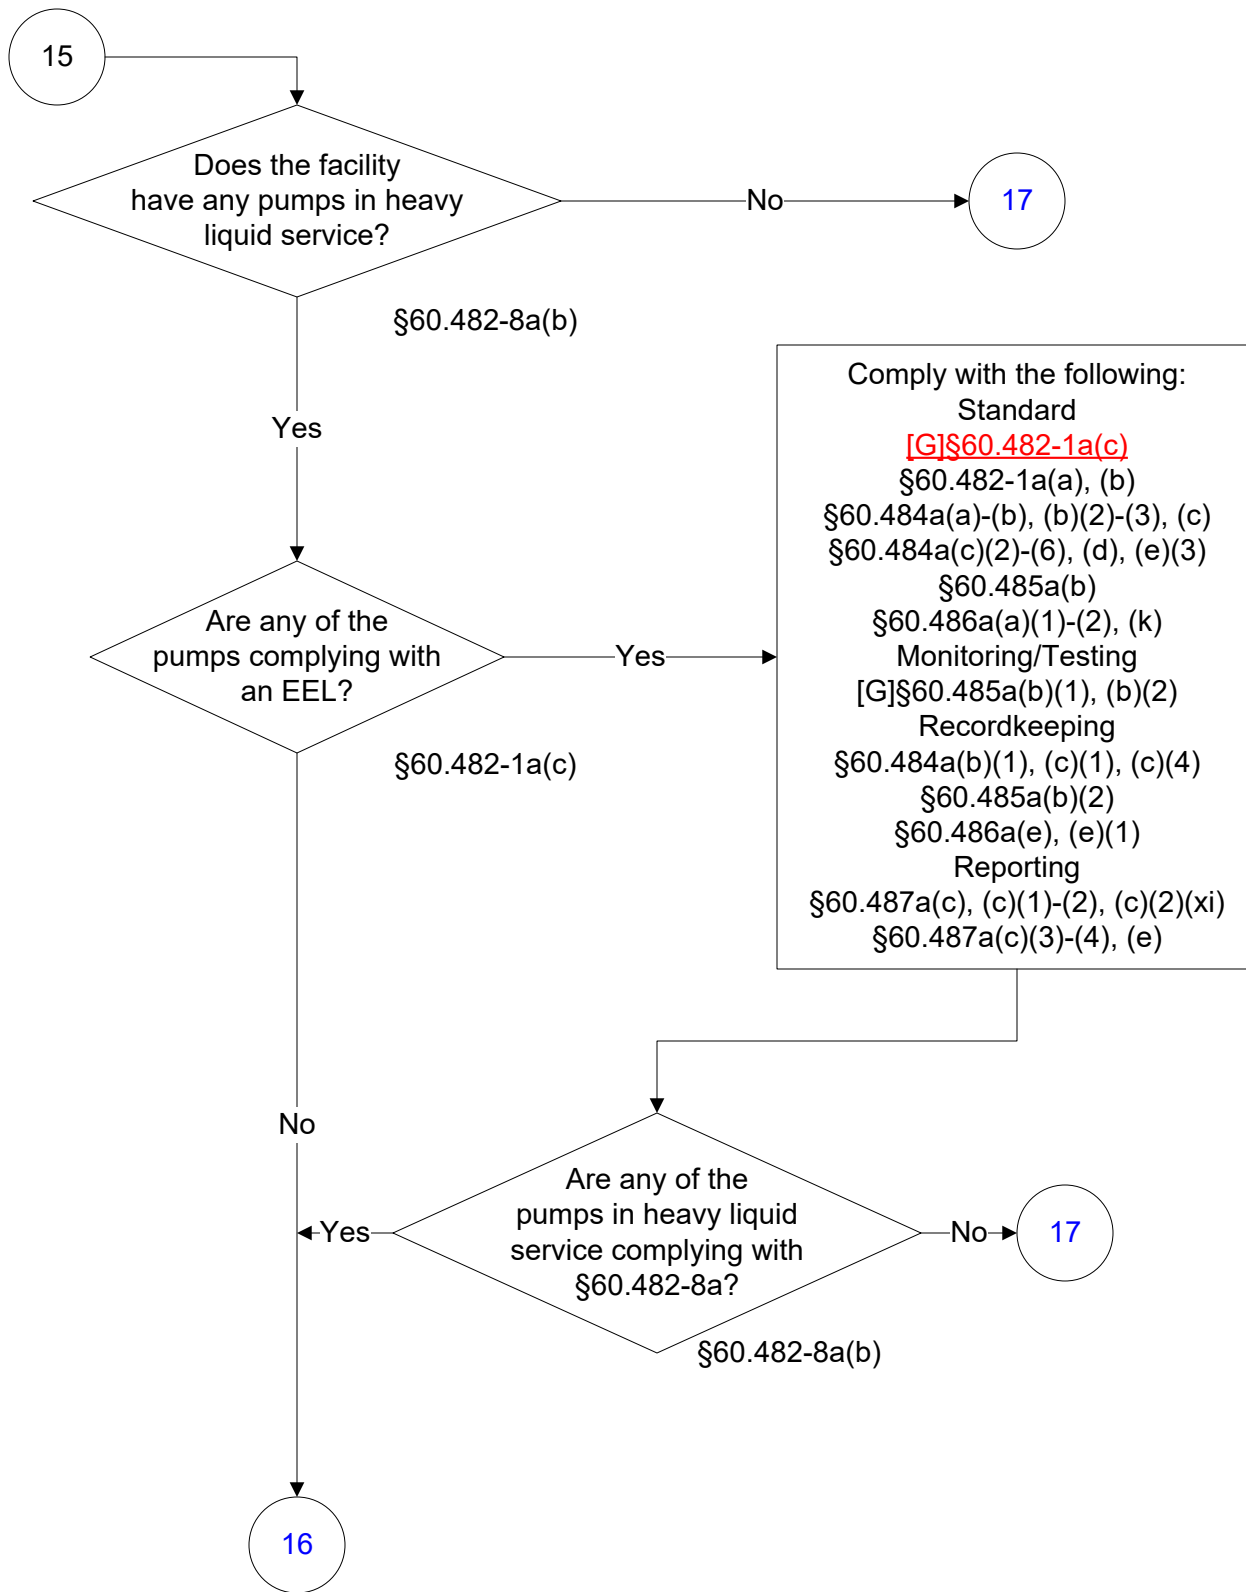 15
Does the facility
have any pumps in heavy
liquid service?
No
17
§60.482-8a(b)
Yes
Comply with the following:
Standard
[G]§60.482-1a(c)
§60.482-1a(a), (b)
§60.484a(a)-(b), (b)(2)-(3), (c)
§60.484a(c)(2)-(6), (d), (e)(3)
§60.485a(b)
§60.486a(a)(1)-(2), (k)
Monitoring/Testing
[G]§60.485a(b)(1), (b)(2)
Recordkeeping
§60.484a(b)(1), (c)(1), (c)(4)
§60.485a(b)(2)
§60.486a(e), (e)(1)
Reporting
§60.487a(c), (c)(1)-(2), (c)(2)(xi)
§60.487a(c)(3)-(4), (e)
Are any of the
pumps complying with
an EEL?
Yes
§60.482-1a(c)
No
Are any of the
pumps in heavy liquid
service complying with
§60.482-8a?
Yes
No
17
§60.482-8a(b)
16